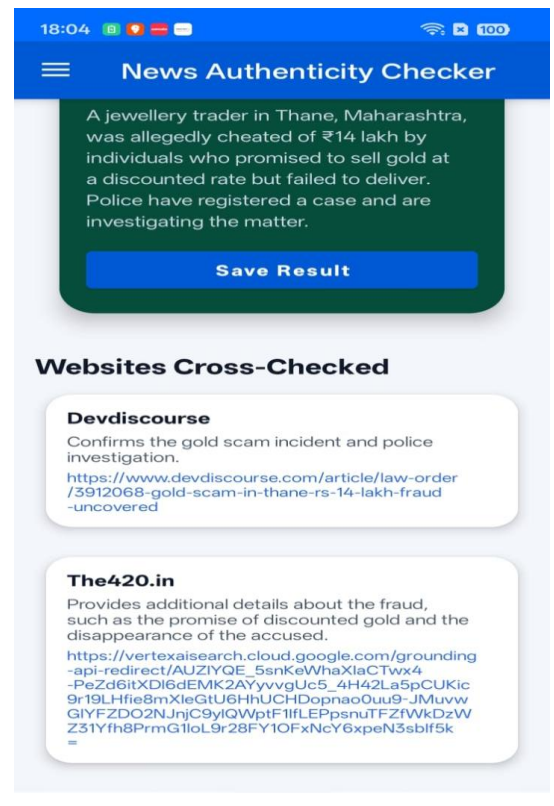 18:04
100
News Authenticity Checker
A jewellery trader in Thane, Maharashtra,
was allegedly cheated of ₹14 lakh by
individuals who promised to sell gold at
a discounted rate but failed to deliver.
Police have registered a case and are
investigating the matter.
Save Result
Websites Cross-Checked
Devdiscourse
Confirms the gold scam incident and police
investigation.
https://www.devdiscourse.com/article/law-order
/3912068-gold-scam-in-thane-rs-14-lakh-fraud
-uncovered
The420.in
Provides additional details about the fraud,
such as the promise of discounted gold and the
disappearance of the accused.
https://vertexaisearch.cloud.google.com/grounding
-api-redirect/AUZIYQE_5snKeWhaXlaCTwx4
-PeZd6itXDl6dEMK2AYyvvgUc5_4H42La5pCUKic
9r19LHfie8mXleGtU6HhUCHDopnao0uu9-JMuvw
GlYFZDO2NJnjC9ylQWptF1lfLEPpsnuTFZfWkDzW
Z31Yfh8PrmG1loL9r28FY1OFxNcY6xpeN3sblf5k
=